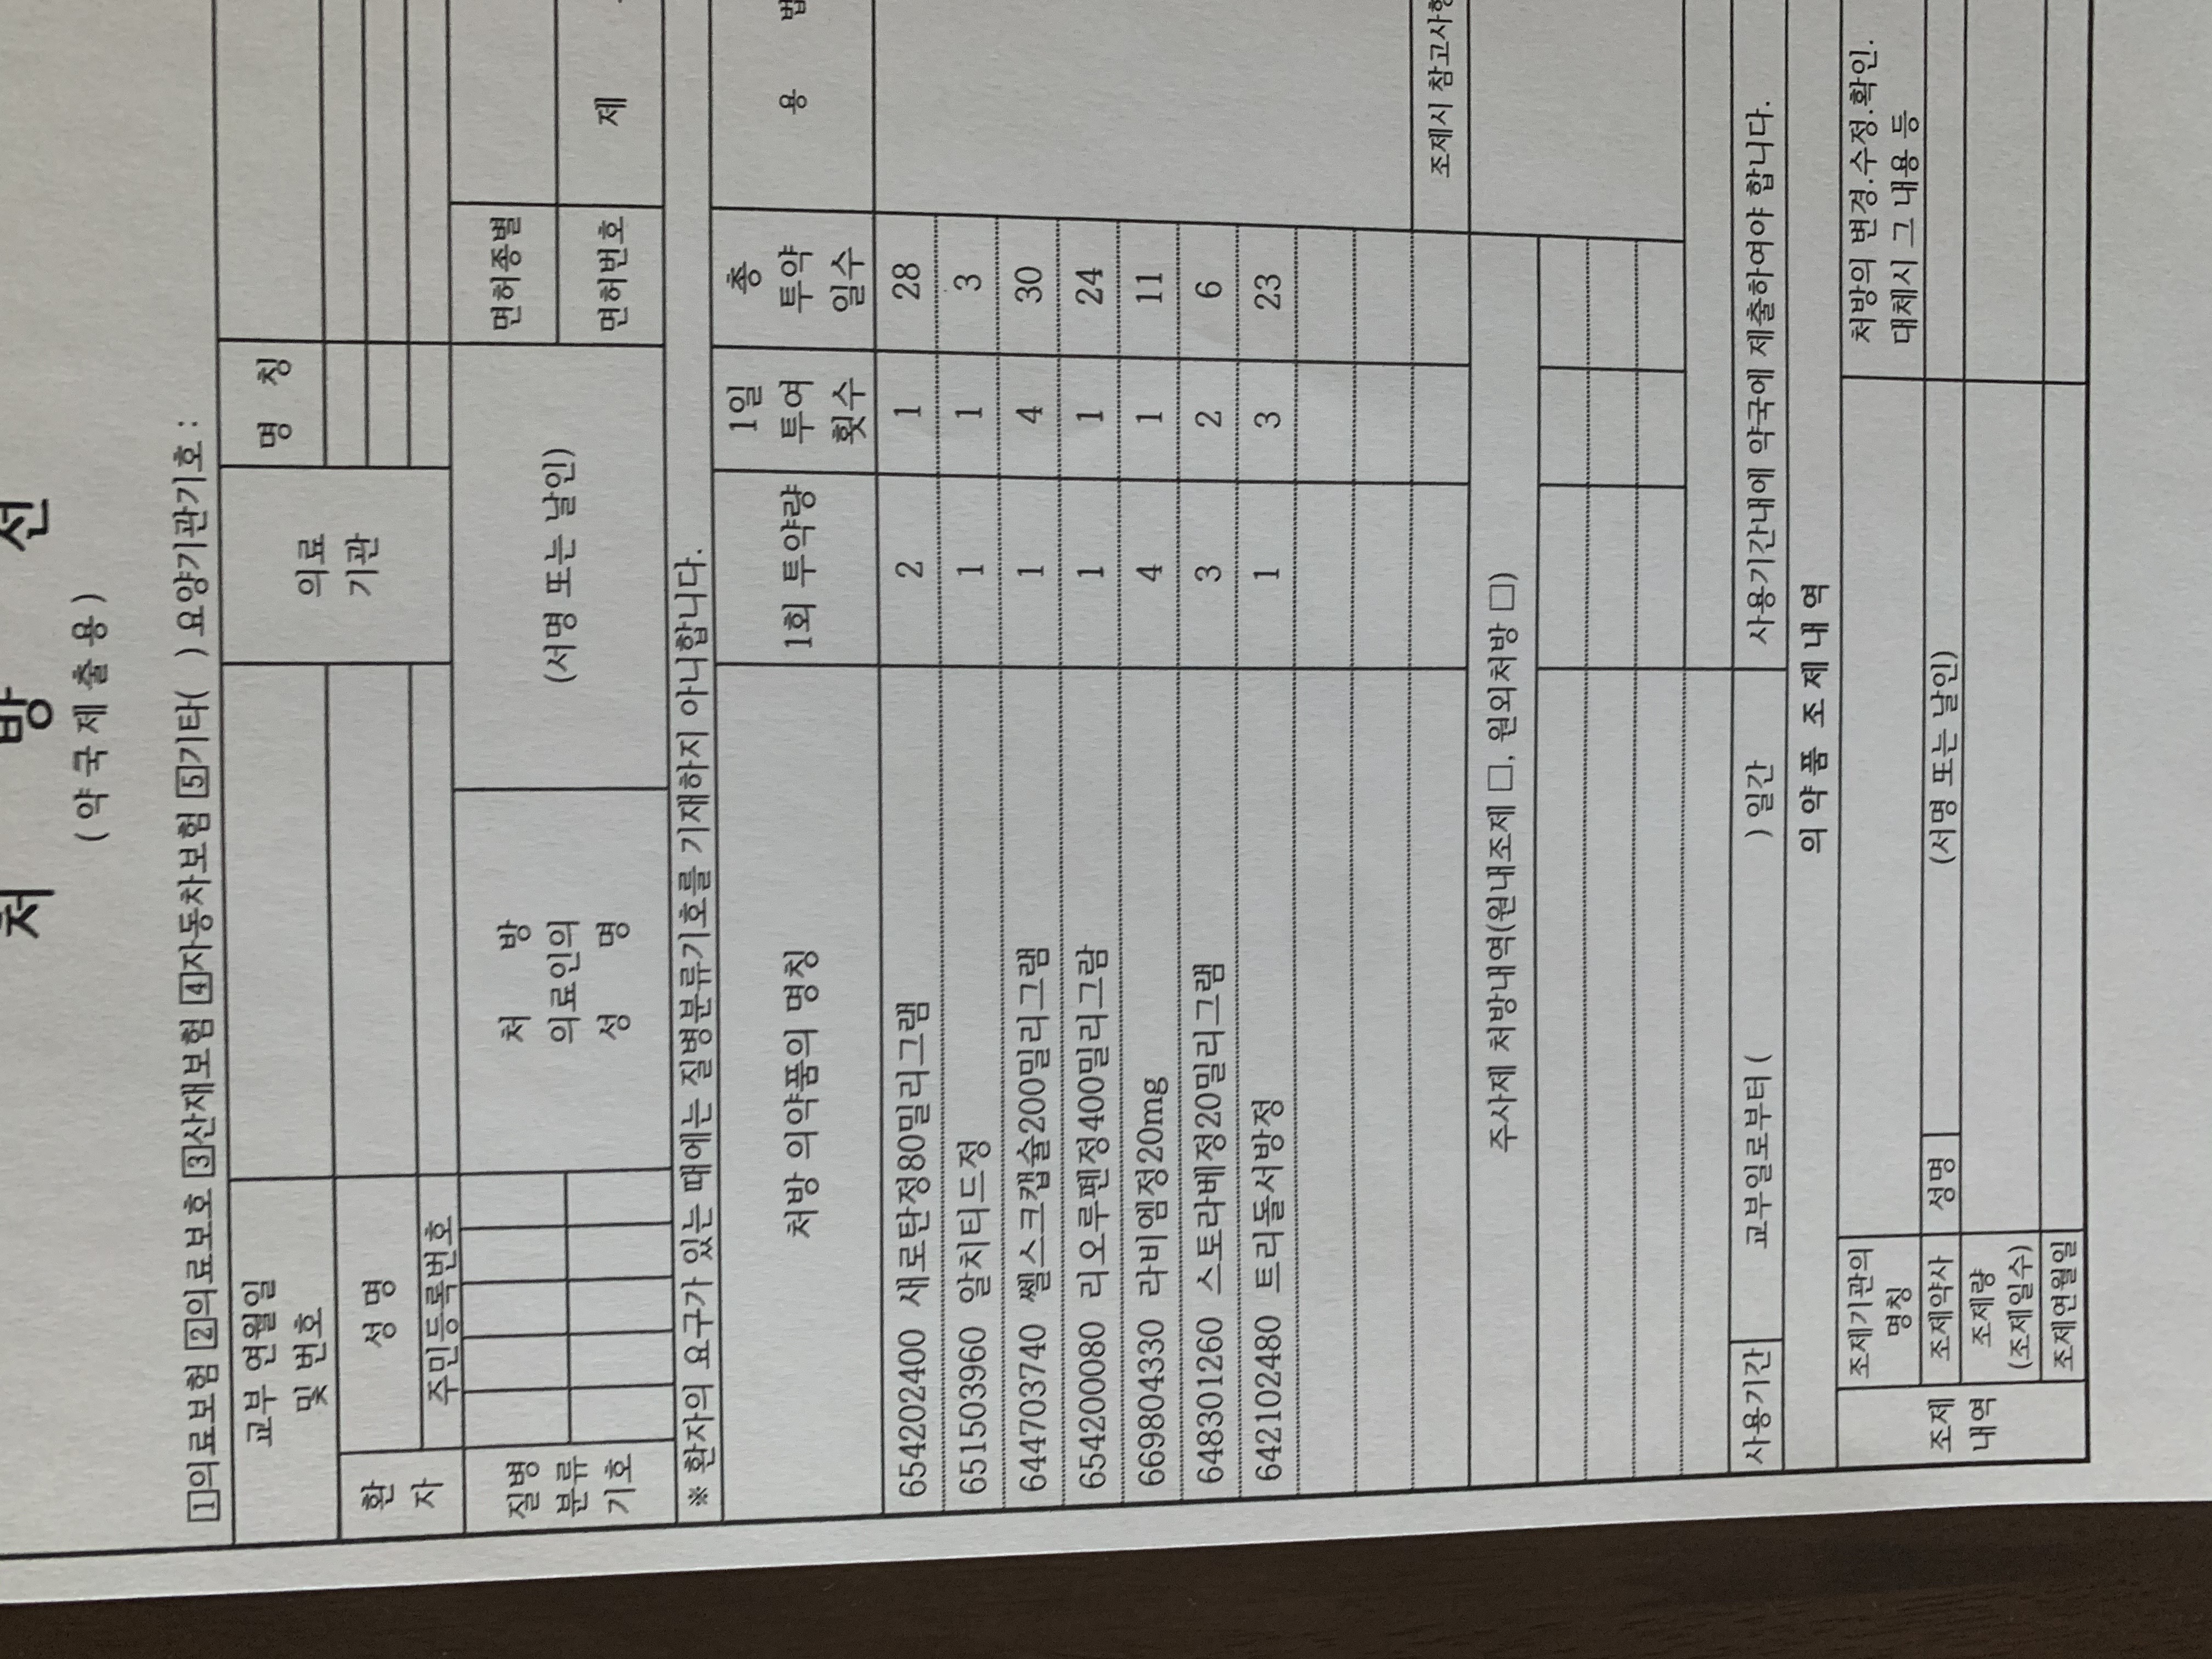 처 방 전
(약국제출용)
1의료보험 2의료보호 3산재보험 4자동차보험 5기타( ) 요양기관기호 :
교부 연월일
및 번호
의료
기관
명 칭
환
자
성 명
주민등록번호
질병
분류
기호
처 방
의료인의
성 명
(서명 또는 날인)
면허종별
면허번호
제
※ 환자의 요구가 있는 때에는 질병분류기호를 기재하지 아니합니다.
처방 의약품의 명칭
1회 투약량
1일
투여
횟수
총
투약
일수
용 법
654202400 새로탄정80밀리그램 2 1 28
651503960 알치티드정 1 1 3
644703740 쎌스크캡슐200밀리그램 1 4 30
654200080 리오루펜정400밀리그람 1 1 24
669804330 라비엠정20mg 4 1 11
648301260 스토라베정20밀리그램 3 2 6
642102480 트리돌서방정 1 3 23
조제시 참고사항
주사제 처방내역(원내조제 □, 원외처방 □)
사용기간 교부일로부터 ( ) 일간 사용기간내에 약국에 제출하여야 합니다.
의 약 품 조 제 내 역
조제
내역
조제기관의
명칭
처방의 변경.수정.확인.
대체시 그 내용 등
조제약사 성명 (서명 또는 날인)
조제량
(조제일수)
조제연월일